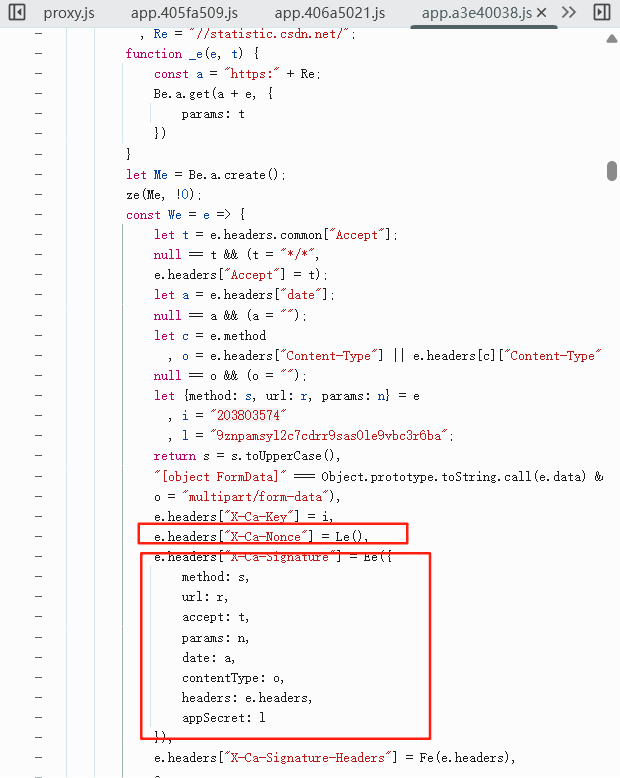 proxy.js app.405fa509.js app.406a5021.js app.a3e40038.js
, Re = "//statistic.csdn.net/";
function _e(e, t) {
const a = "https:" + Re;
Be.a.get(a + e, {
params: t
})
}
let Me = Be.a.create();
ze(Me, !0);
const We = e => {
let t = e.headers.common["Accept"];
null == t && (t = "*/*",
e.headers["Accept"] = t);
let a = e.headers["date"];
null == a && (a = "");
let c = e.method
, o = e.headers["Content-Type"] || e.headers[c]["Content-Type"
null == o && (o = "");
let {method: s, url: r, params: n} = e
, i = "203803574"
, l = "9znpamsyl2c7cdrr9sas0le9vbc3r6ba";
return s = s.toUpperCase(),
"[object FormData]" === Object.prototype.toString.call(e.data) &
o = "multipart/form-data"),
e.headers["X-Ca-Key"] = i,
e.headers["X-Ca-Nonce"] = Le(),
e.headers["X-Ca-Signature"] = Ee({
method: s,
url: r,
accept: t,
params: n,
date: a,
contentType: o,
headers: e.headers,
appSecret: l
}),
e.headers["X-Ca-Signature-Headers"] = Fe(e.headers),